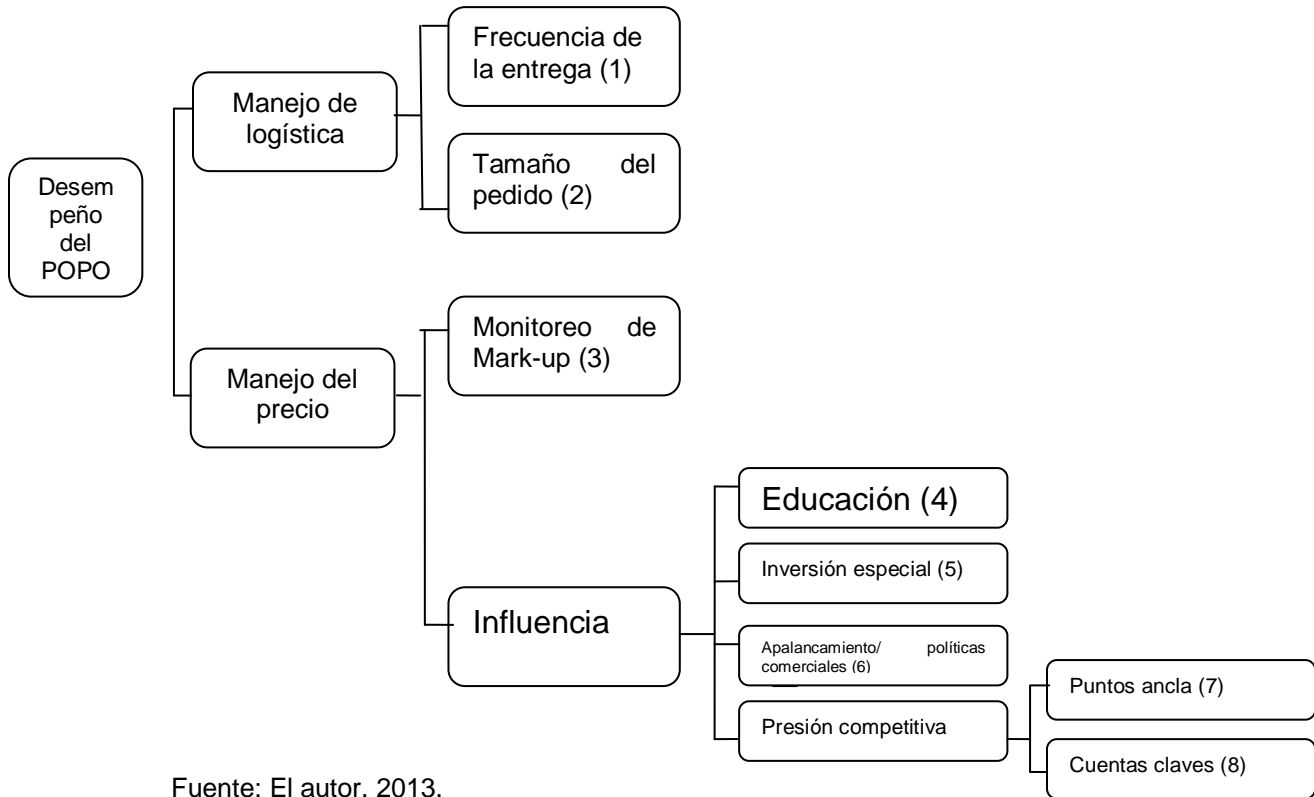 Desem
peño
del
POPO
Manejo de
logística
Frecuencia de
la entrega (1)
Tamaño del
pedido (2)
Manejo del
precio
Monitoreo de
Mark-up (3)
Influencia
Educación (4)
Inversión especial (5)
Apalancamiento/ políticas
comerciales (6)
Presión competitiva
Puntos ancla (7)
Cuentas claves (8)
Fuente: El autor. 2013.